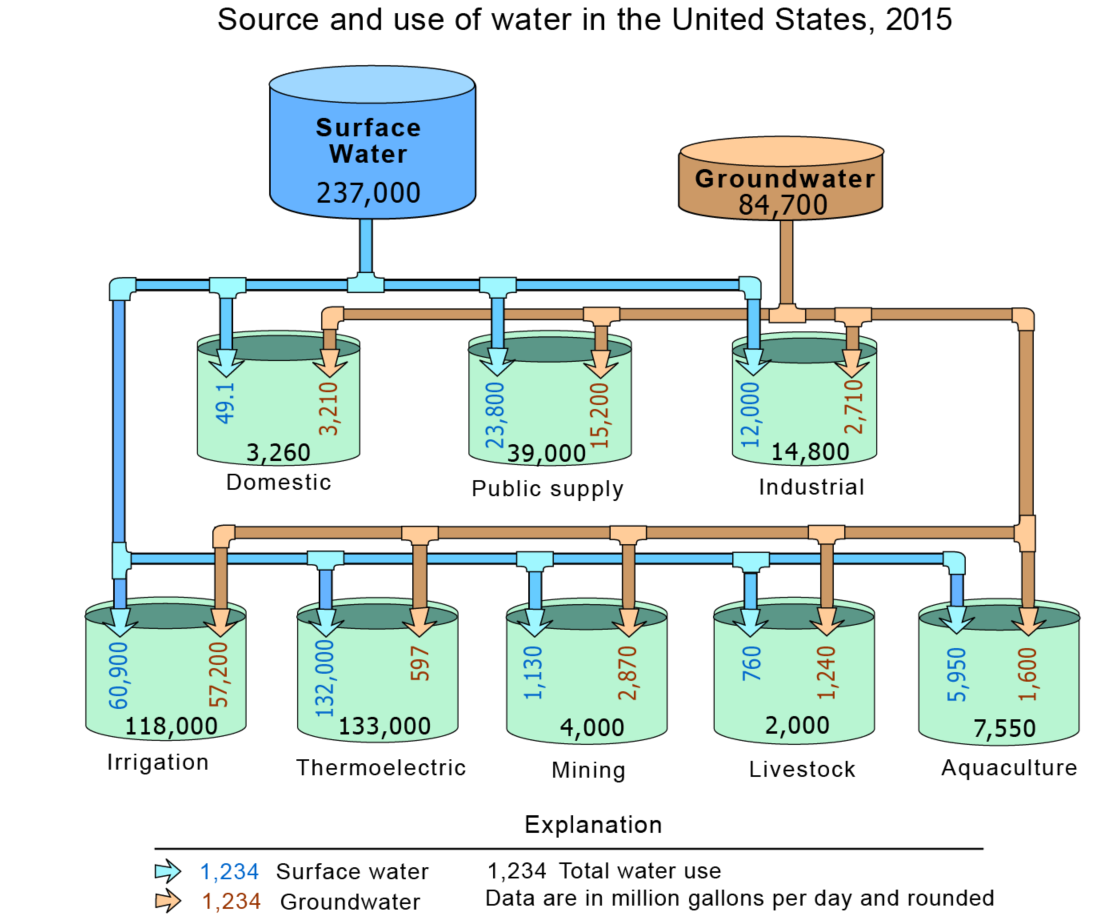 Source and use of water in the United States, 2015
Surface
Water
237,000
Groundwater
84,700
49.1
3,210
3,260
Domestic
23,800
15,200
39,000
Public supply
12,000
2,710
14,800
Industrial
60,900
57,200
118,000
Irrigation
132,000
597
133,000
Thermoelectric
1,130
2,870
4,000
Mining
760
1,240
2,000
Livestock
5,950
1,600
7,550
Aquaculture
Explanation
1,234 Surface water
1,234 Total water use
1,234 Groundwater
Data are in million gallons per day and rounded